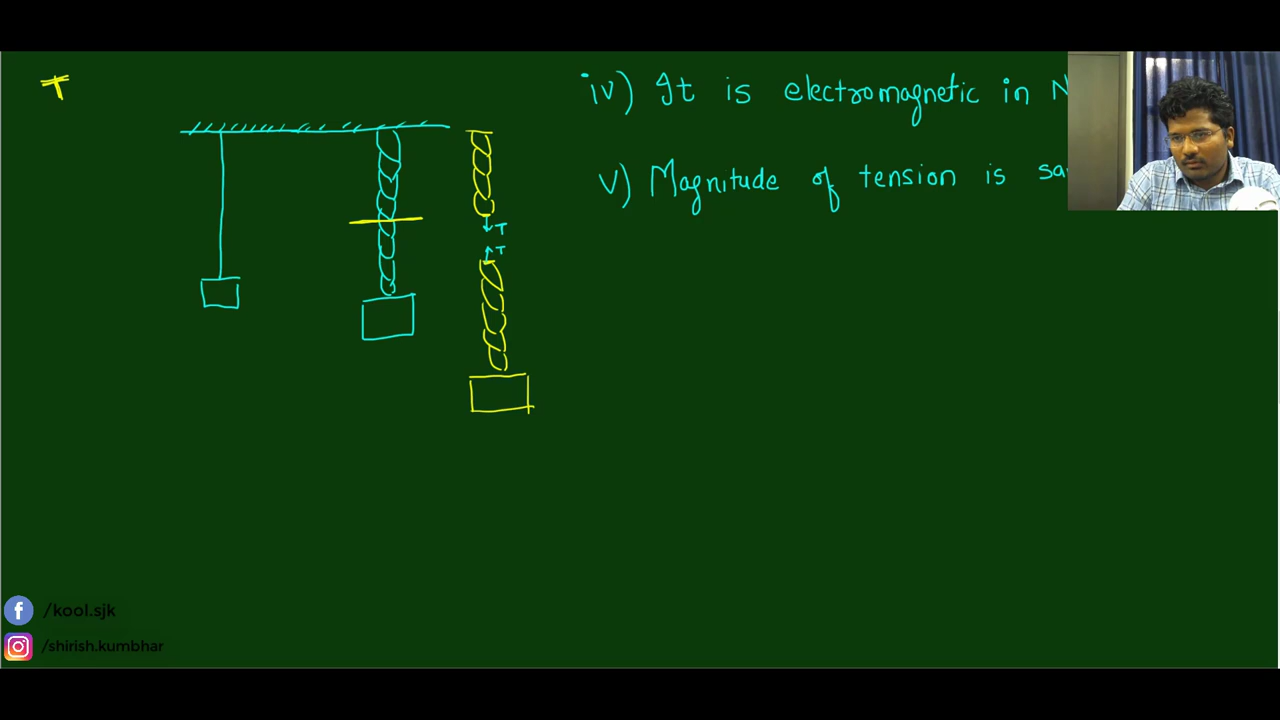 T
iv) It is electromagnetic in
v) Magnitude of tension is
T
T
/kool.sjk
/shirish.kumbhar